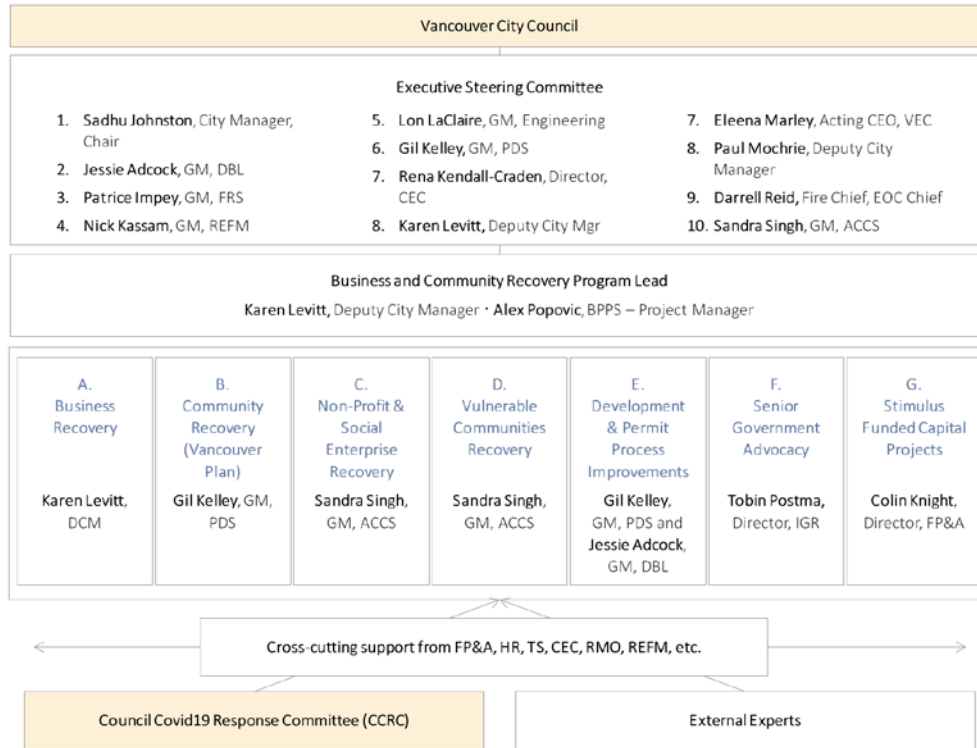 Vancouver City Council
Executive Steering Committee
1. Sadhu Johnston, City Manager,
Chair
2. Jessie Adcock, GM, DBL
3. Patrice Impey, GM, FRS
4. Nick Kassam, GM, REFM
5. Lon LaClaire, GM, Engineering
6. Gil Kelley, GM, PDS
7. Rena Kendall-Craden, Director,
CEC
8. Karen Levitt, Deputy City Mgr
7. Eleena Marley, Acting CEO, VEC
8. Paul Mochrie, Deputy City
Manager
9. Darrell Reid, Fire Chief, EOC Chief
10. Sandra Singh, GM, ACCS
Business and Community Recovery Program Lead
Karen Levitt, Deputy City Manager · Alex Popovic, BPPS – Project Manager
A.
Business
Recovery
Karen Levitt,
DCM
B.
Community
Recovery
(Vancouver
Plan)
Gil Kelley, GM,
PDS
C.
Non-Profit &
Social
Enterprise
Recovery
Sandra Singh,
GM, ACCS
D.
Vulnerable
Communities
Recovery
Sandra Singh,
GM, ACCS
E.
Development
& Permit
Process
Improvements
Gil Kelley,
GM, PDS and
Jessie Adcock,
GM, DBL
F.
Senior
Government
Advocacy
Tobin Postma,
Director, IGR
G.
Stimulus
Funded Capital
Projects
Colin Knight,
Director, FP&A
Cross-cutting support from FP&A, HR, TS, CEC, RMO, REFM, etc.
Council Covid19 Response Committee (CCRC)
External Experts